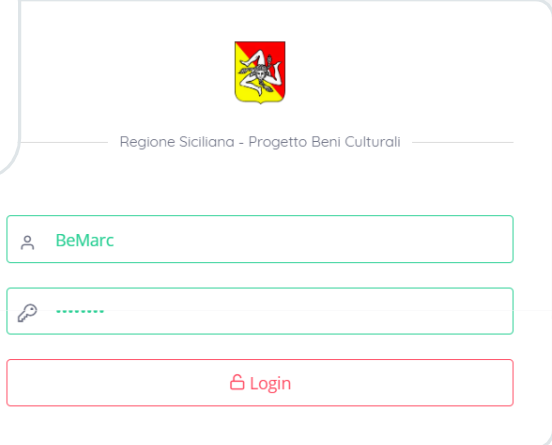 Regione Siciliana - Progetto Beni Culturali
BeMarc
--------
Login